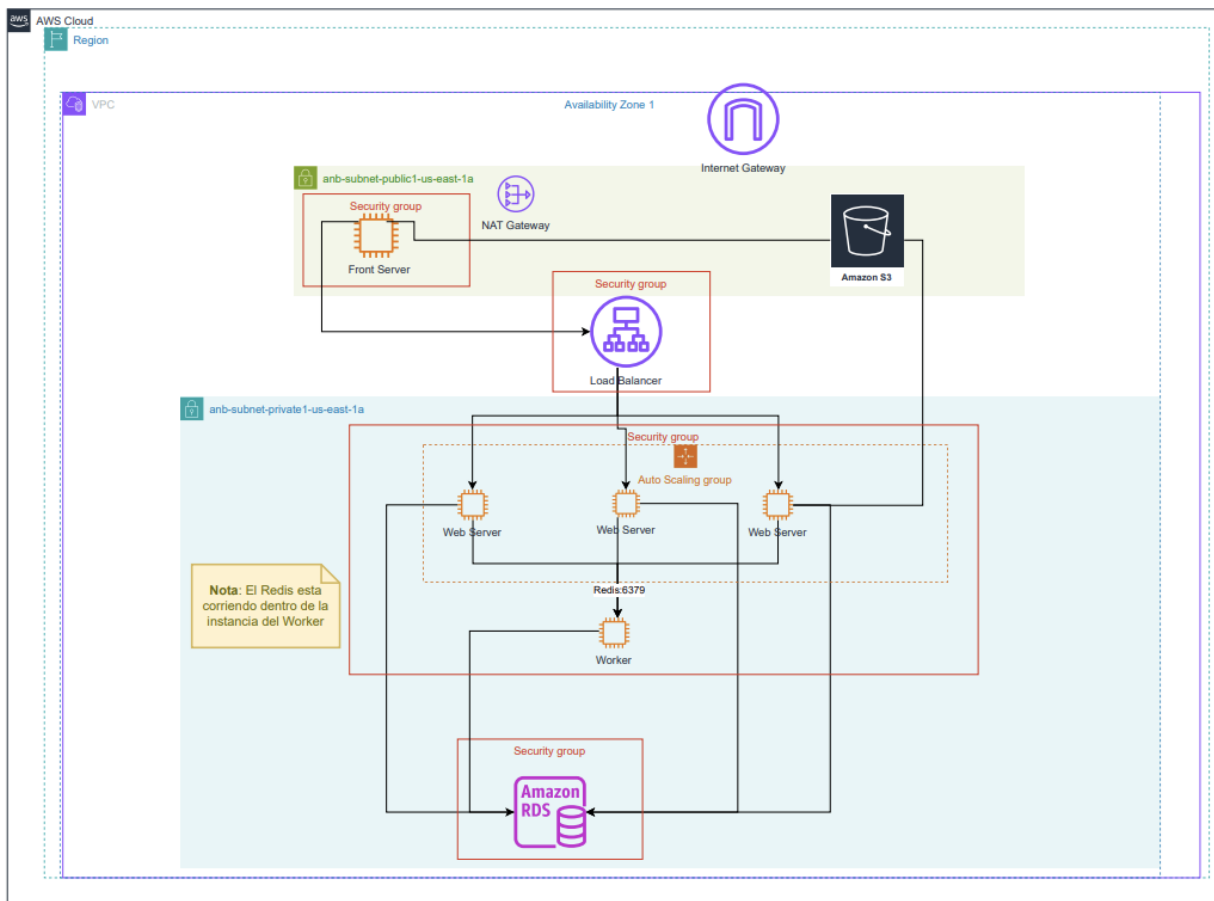 aws
AWS Cloud
Region
VPC
Availability Zone 1
Internet Gateway
anb-subnet-public1-us-east-1a
NAT Gateway
Security group
Front Server
Amazon S3
Security group
Load Balancer
anb-subnet-private1-us-east-1a
Security group
Auto Scaling group
Web Server
Web Server
Web Server
Redis:6379
Nota: El Redis esta
corriendo dentro de la
instancia del Worker
Worker
Security group
Amazon
RDS